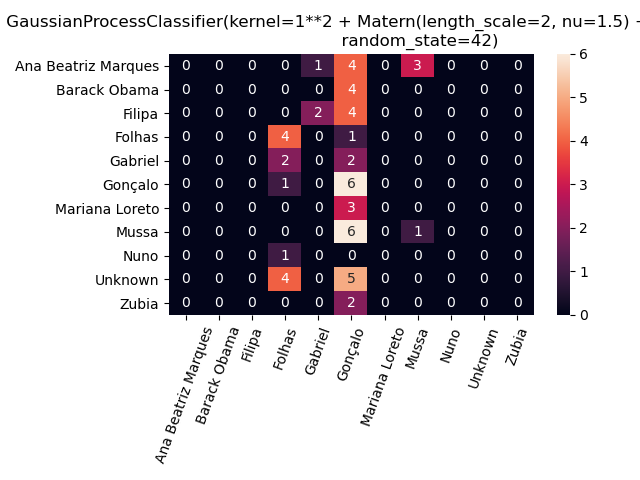 GaussianProcessClassifier(kernel=1**2 + Matern(length_scale=2, nu=1.5) -
random_state=42)
Ana Beatriz Marques 0 0 0 0 1 4 0 3 0 0 0
Barack Obama 0 0 0 0 0 4 0 0 0 0 0
Filipa 0 0 0 0 2 4 0 0 0 0 0
Folhas 0 0 0 4 0 1 0 0 0 0 0
Gabriel 0 0 0 2 0 2 0 0 0 0 0
Gonçalo 0 0 0 1 0 6 0 0 0 0 0
Mariana Loreto 0 0 0 0 0 3 0 0 0 0 0
Mussa 0 0 0 0 0 6 0 1 0 0 0
Nuno 0 0 0 1 0 0 0 0 0 0 0
Unknown 0 0 0 4 0 5 0 0 0 0 0
Zubia 0 0 0 0 0 2 0 0 0 0 0
Ana Beatriz Marques
Barack Obama
Filipa
Folhas
Gabriel
Gonçalo
Mariana Loreto
Mussa
Nuno
Unknown
Zubia
6
5
4
3
2
1
0